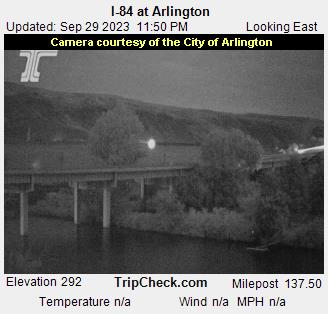 I-84 at Arlington
Updated: Sep 29 2023 11:50 PM Looking East
Camera courtesy of the City of Arlington
Elevation 292 TripCheck.com Milepost 137.50
Temperature n/a Wind n/a MPH n/a